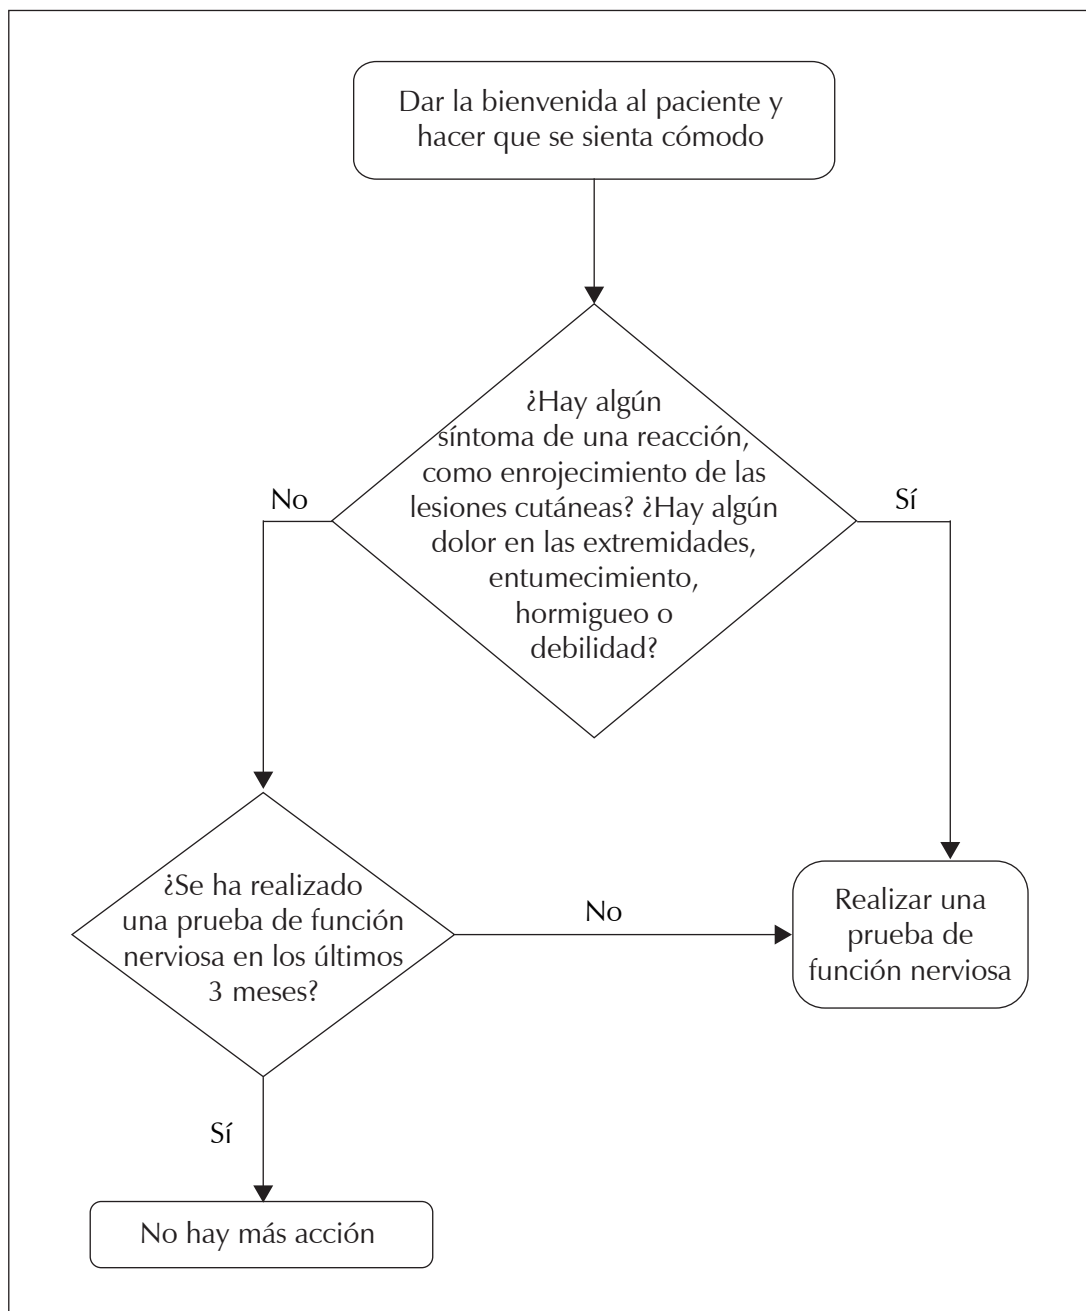 Dar la bienvenida al paciente y
hacer que se sienta cómodo
¿Hay algún
síntoma de una reacción,
como enrojecimiento de las
lesiones cutáneas? ¿Hay algún
dolor en las extremidades,
entumecimiento,
hormigueo o
debilidad?
No
Sí
¿Se ha realizado
una prueba de función
nerviosa en los últimos
3 meses?
No
Realizar una
prueba de
función nerviosa
Sí
No hay más acción